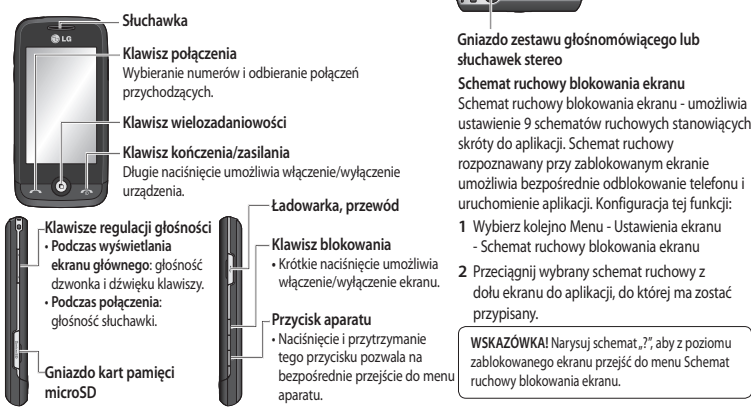 Słuchawka
LG
Klawisz połączenia
Wybieranie numerów i odbieranie połączeń
przychodzących.
Klawisz wielozadaniowości
Klawisz kończenia/zasilania
Długie naciśnięcie umożliwia włączenie/wyłączenie
urządzenia.
Klawisze regulacji głośności
• Podczas wyświetlania
ekranu głównego: głośność
dzwonka i dźwięku klawiszy.
• Podczas połączenia:
głośność słuchawki.
Gniazdo kart pamięci
microSD
Ładowarka, przewód
Klawisz blokowania
• Krótkie naciśnięcie umożliwia
włączenie/wyłączenie ekranu.
Przycisk aparatu
• Naciśnięcie i przytrzymanie
tego przycisku pozwala na
bezpośrednie przejście do menu
aparatu.
Gniazdo zestawu głośnomówiącego lub
słuchawek stereo
Schemat ruchowy blokowania ekranu
Schemat ruchowy blokowania ekranu - umożliwia
ustawienie 9 schematów ruchowych stanowiących
skróty do aplikacji. Schemat ruchowy
rozpoznawany przy zablokowanym ekranie
umożliwia bezpośrednie odblokowanie telefonu i
uruchomienie aplikacji. Konfiguracja tej funkcji:
1 Wybierz kolejno Menu - Ustawienia ekranu
- Schemat ruchowy blokowania ekranu
2 Przeciągnij wybrany schemat ruchowy z
dołu ekranu do aplikacji, do której ma zostać
przypisany.
WSKAZÓWKA! Narysuj schemat „?”, aby z poziomu
zablokowanego ekranu przejść do menu Schemat
ruchowy blokowania ekranu.